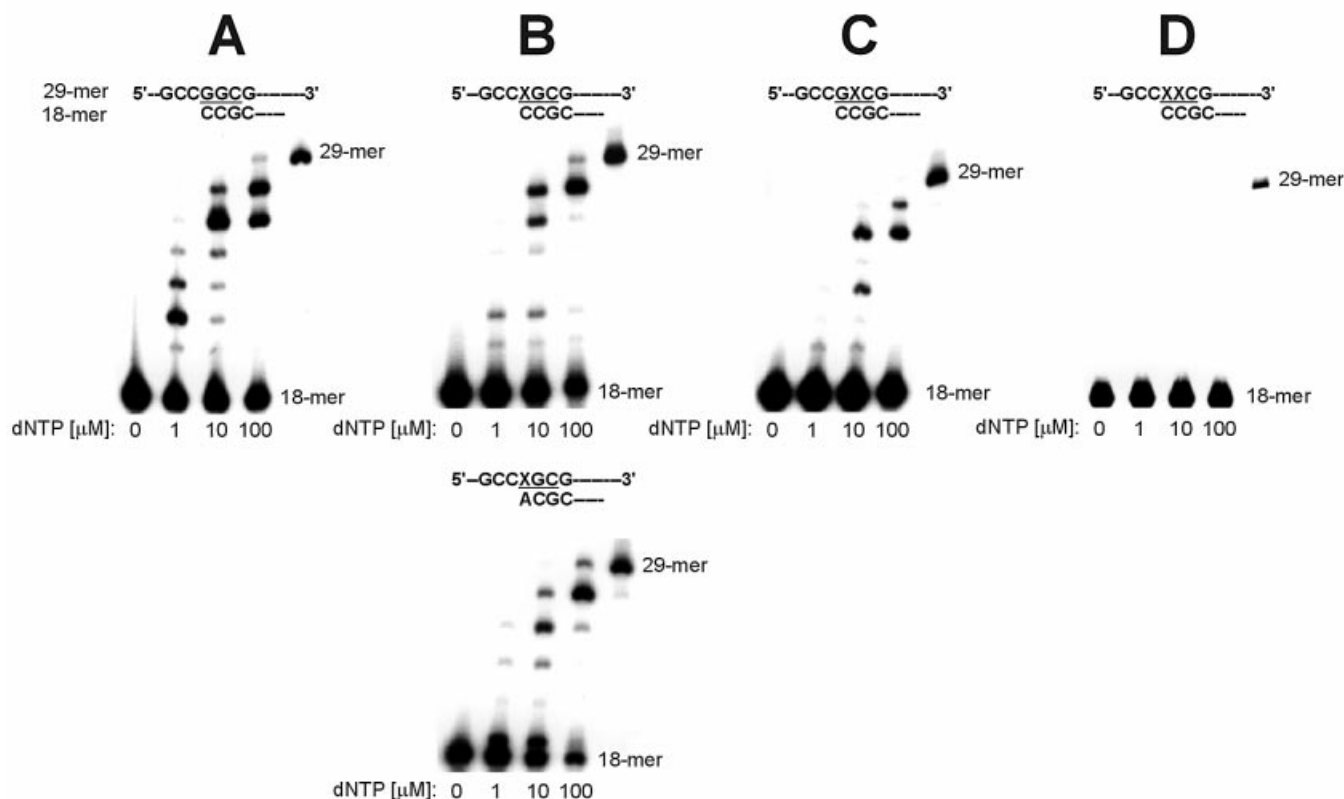 A B C D
29-mer 5'--GCCGGCG--------3' 5'--GCCXGCG--------3' 5'--GCCGXCG--------3' 5'--GCCXXCG--------3'
18-mer CCGC----- CCGC----- CCGC----- CCGC-----
29-mer 29-mer 29-mer 29-mer
18-mer 18-mer 18-mer 18-mer
dNTP [μM]: 0 1 10 100 dNTP [μM]: 0 1 10 100 dNTP [μM]: 0 1 10 100 dNTP [μM]: 0 1 10 100
5'--GCCXGCG--------3'
ACGC-----
29-mer
18-mer
dNTP [μM]: 0 1 10 100